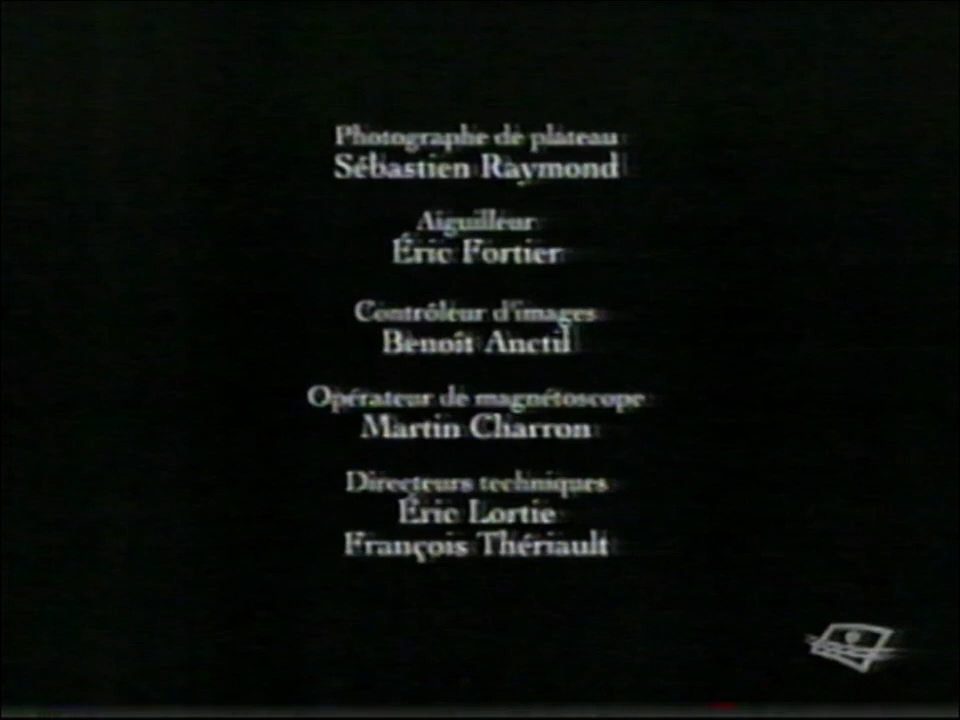 Photographe de plateau
Sébastien Raymond
Aiguilleur
Éric Fortier
Contrôleur d'images
Benoît Anctil
Opérateur de magnétoscope
Martin Charron
Directeurs techniques
Éric Lortie
François Thériault